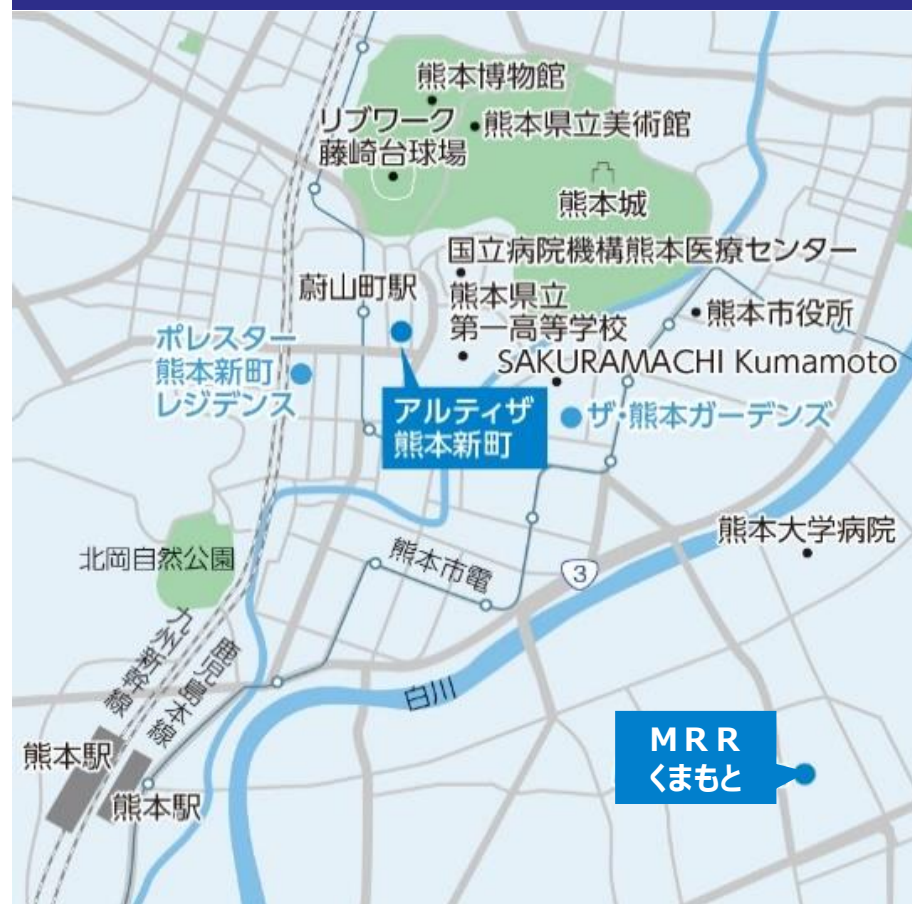 熊本博物館
リブワーク
藤崎台球場
熊本県立美術館
熊本城
国立病院機構熊本医療センター
蔚山町駅
熊本県立
第一高等学校
熊本市役所
ポレスター
熊本新町
レジデンス
SAKURAMACHI Kumamoto
アルティザ
熊本新町
ザ・熊本ガーデンズ
熊本大学病院
北岡自然公園
熊本市電
3
九州新幹線
鹿児島本線
白川
MRR
くまもと
熊本駅
熊本駅